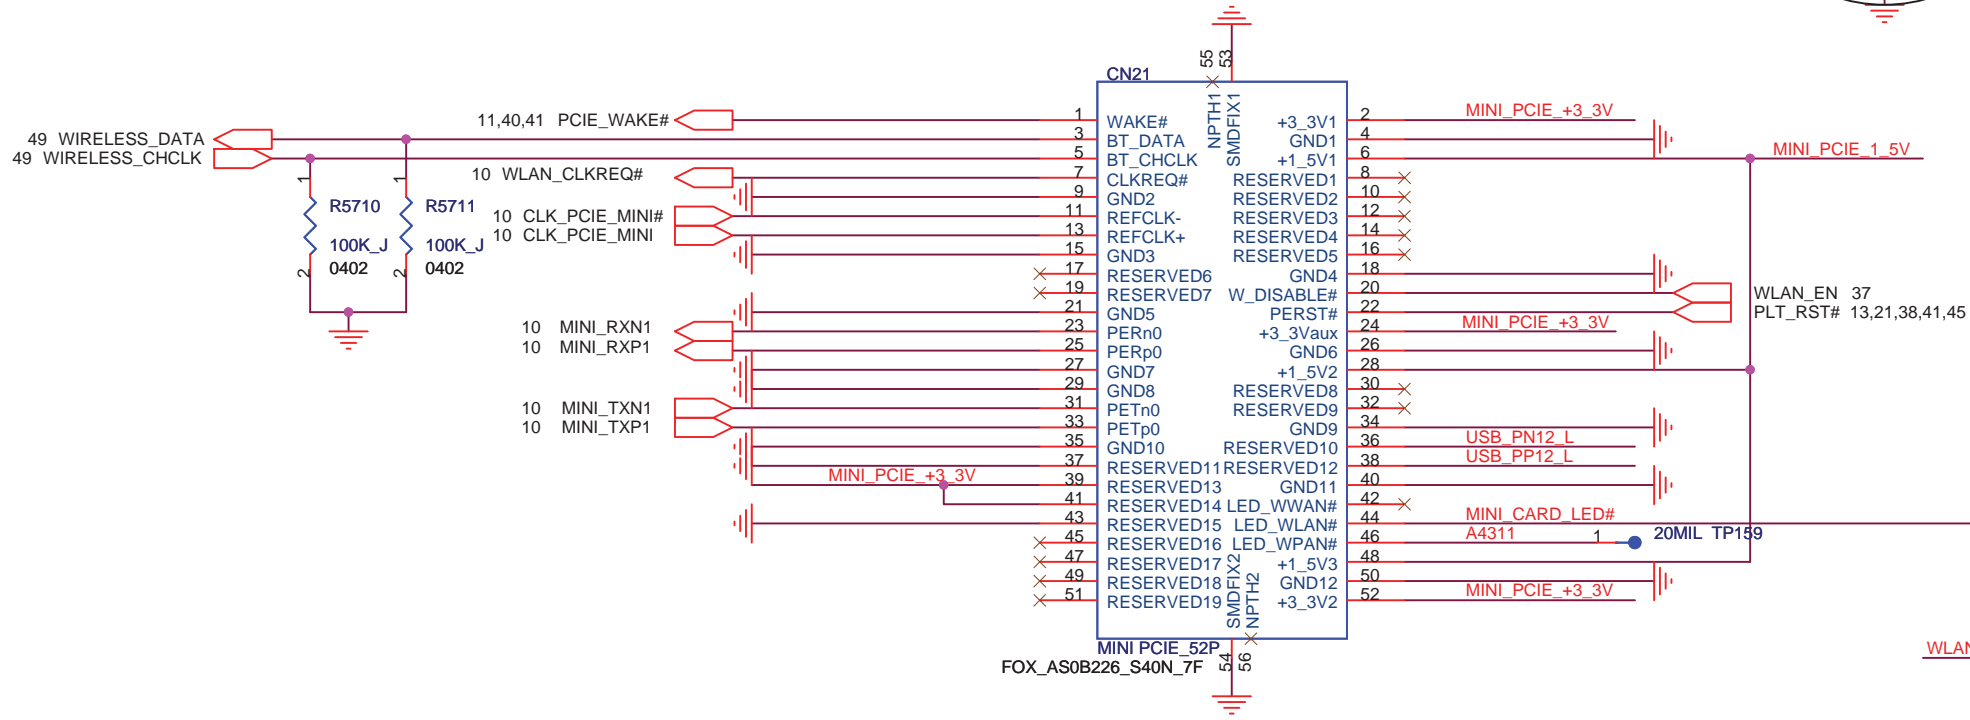 55
53
CN21
NPTH1
SMDFIX1
11,40,41 PCIE_WAKE# 1 WAKE# +3_3V1 2 MINI_PCIE_+3_3V
49 WIRELESS_DATA 3 BT_DATA GND1 4
49 WIRELESS_CHCLK 5 BT_CHCLK +1_5V1 6 MINI_PCIE_1_5V
10 WLAN_CLKREQ# 7 CLKREQ# RESERVED1 8
9 GND2 RESERVED2 10
10 CLK_PCIE_MINI# 11 REFCLK- RESERVED3 12
10 CLK_PCIE_MINI 13 REFCLK+ RESERVED4 14
15 GND3 RESERVED5 16
1 R5710 100K_J 0402 2
1 R5711 100K_J 0402 2
17 RESERVED6 GND4 18
19 RESERVED7 W_DISABLE# 20 WLAN_EN 37
21 GND5 PERST# 22 PLT_RST# 13,21,38,41,45
10 MINI_RXN1 23 PERn0 +3_3Vaux 24 MINI_PCIE_+3_3V
10 MINI_RXP1 25 PERp0 GND6 26
27 GND7 +1_5V2 28
29 GND8 RESERVED8 30
10 MINI_TXN1 31 PETn0 RESERVED9 32
10 MINI_TXP1 33 PETp0 GND9 34
35 GND10 RESERVED10 36 USB_PN12_L
37 RESERVED11 RESERVED12 38 USB_PP12_L
MINI_PCIE_+3_3V 39 RESERVED13 GND11 40
41 RESERVED14 LED_WWAN# 42
43 RESERVED15 LED_WLAN# 44 MINI_CARD_LED#
45 RESERVED16 LED_WPAN# 46 A4311 1 20MIL TP159
47 RESERVED17 +1_5V3 48
49 RESERVED18 GND12 50
51 RESERVED19 +3_3V2 52 MINI_PCIE_+3_3V
SMDFIX2
NPTH2
MINI PCIE_52P
FOX_AS0B226_S40N_7F
54
56
WLAN